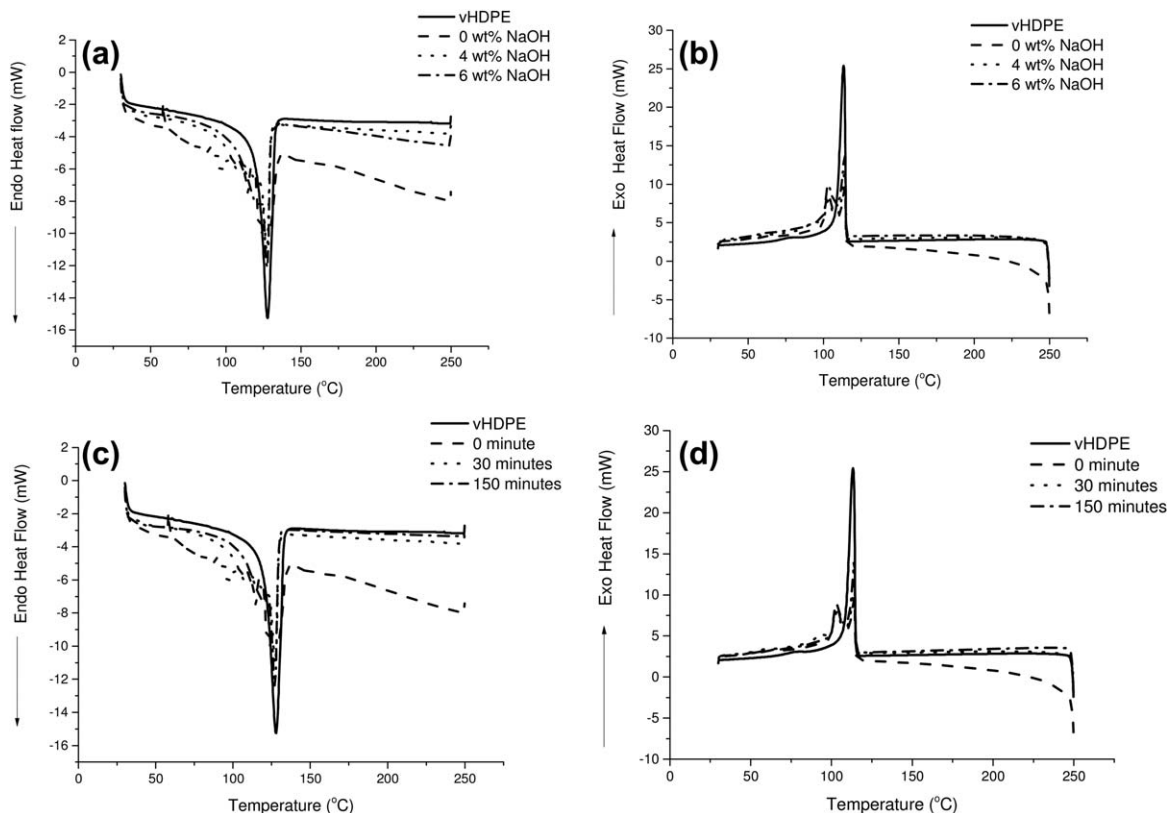 (a)
vHDPE
0 wt% NaOH
4 wt% NaOH
6 wt% NaOH
Endo Heat flow (mW)
2
0
-2
-4
-6
-8
-10
-12
-14
-16
0
50
100
150
200
250
Temperature (°C)
(b)
vHDPE
0 wt% NaOH
4 wt% NaOH
6 wt% NaOH
Exo Heat Flow (mW)
30
25
20
15
10
5
0
-5
-10
0
50
100
150
200
250
Temperature (°C)
(c)
vHDPE
0 minute
30 minutes
150 minutes
Endo Heat Flow (mW)
2
0
-2
-4
-6
-8
-10
-12
-14
-16
0
50
100
150
200
250
Temperature (°C)
(d)
vHDPE
0 minute
30 minutes
150 minutes
Exo Heat Flow (mW)
30
25
20
15
10
5
0
-5
-10
0
50
100
150
200
250
Temperature (°C)